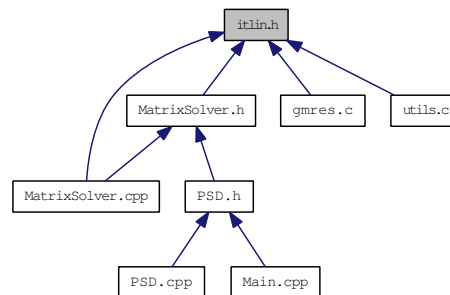 itlin.h
MatrixSolver.h
gmres.c
utils.c
MatrixSolver.cpp
PSD.h
PSD.cpp
Main.cpp